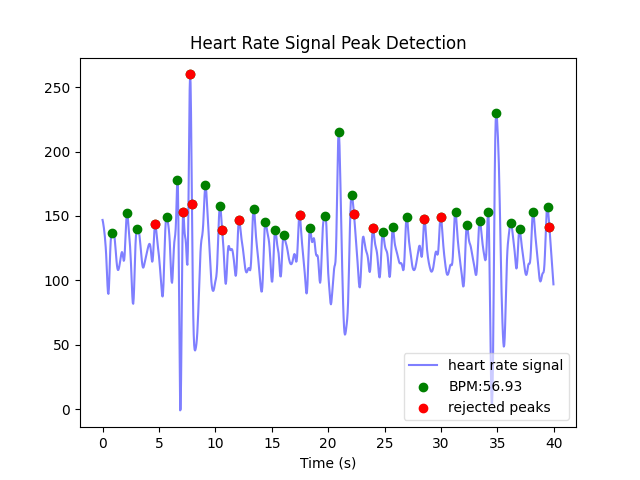 Heart Rate Signal Peak Detection
250
200
150
100
50
0
heart rate signal
BPM:56.93
rejected peaks
0 5 10 15 20 25 30 35 40
Time (s)